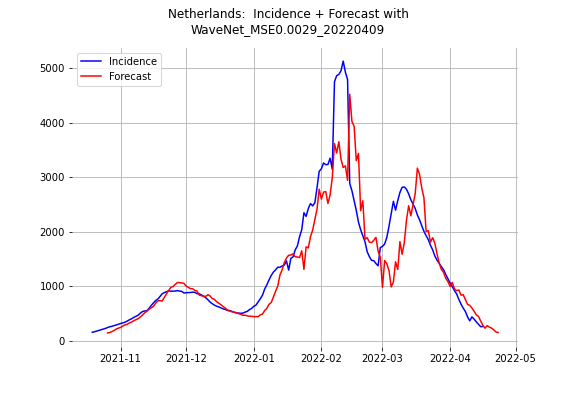 Netherlands:  Incidence + Forecast with
WaveNet_MSE0.0029_20220409
Incidence
Forecast
5000
4000
3000
2000
1000
0
2021-11 2021-12 2022-01 2022-02 2022-03 2022-04 2022-05